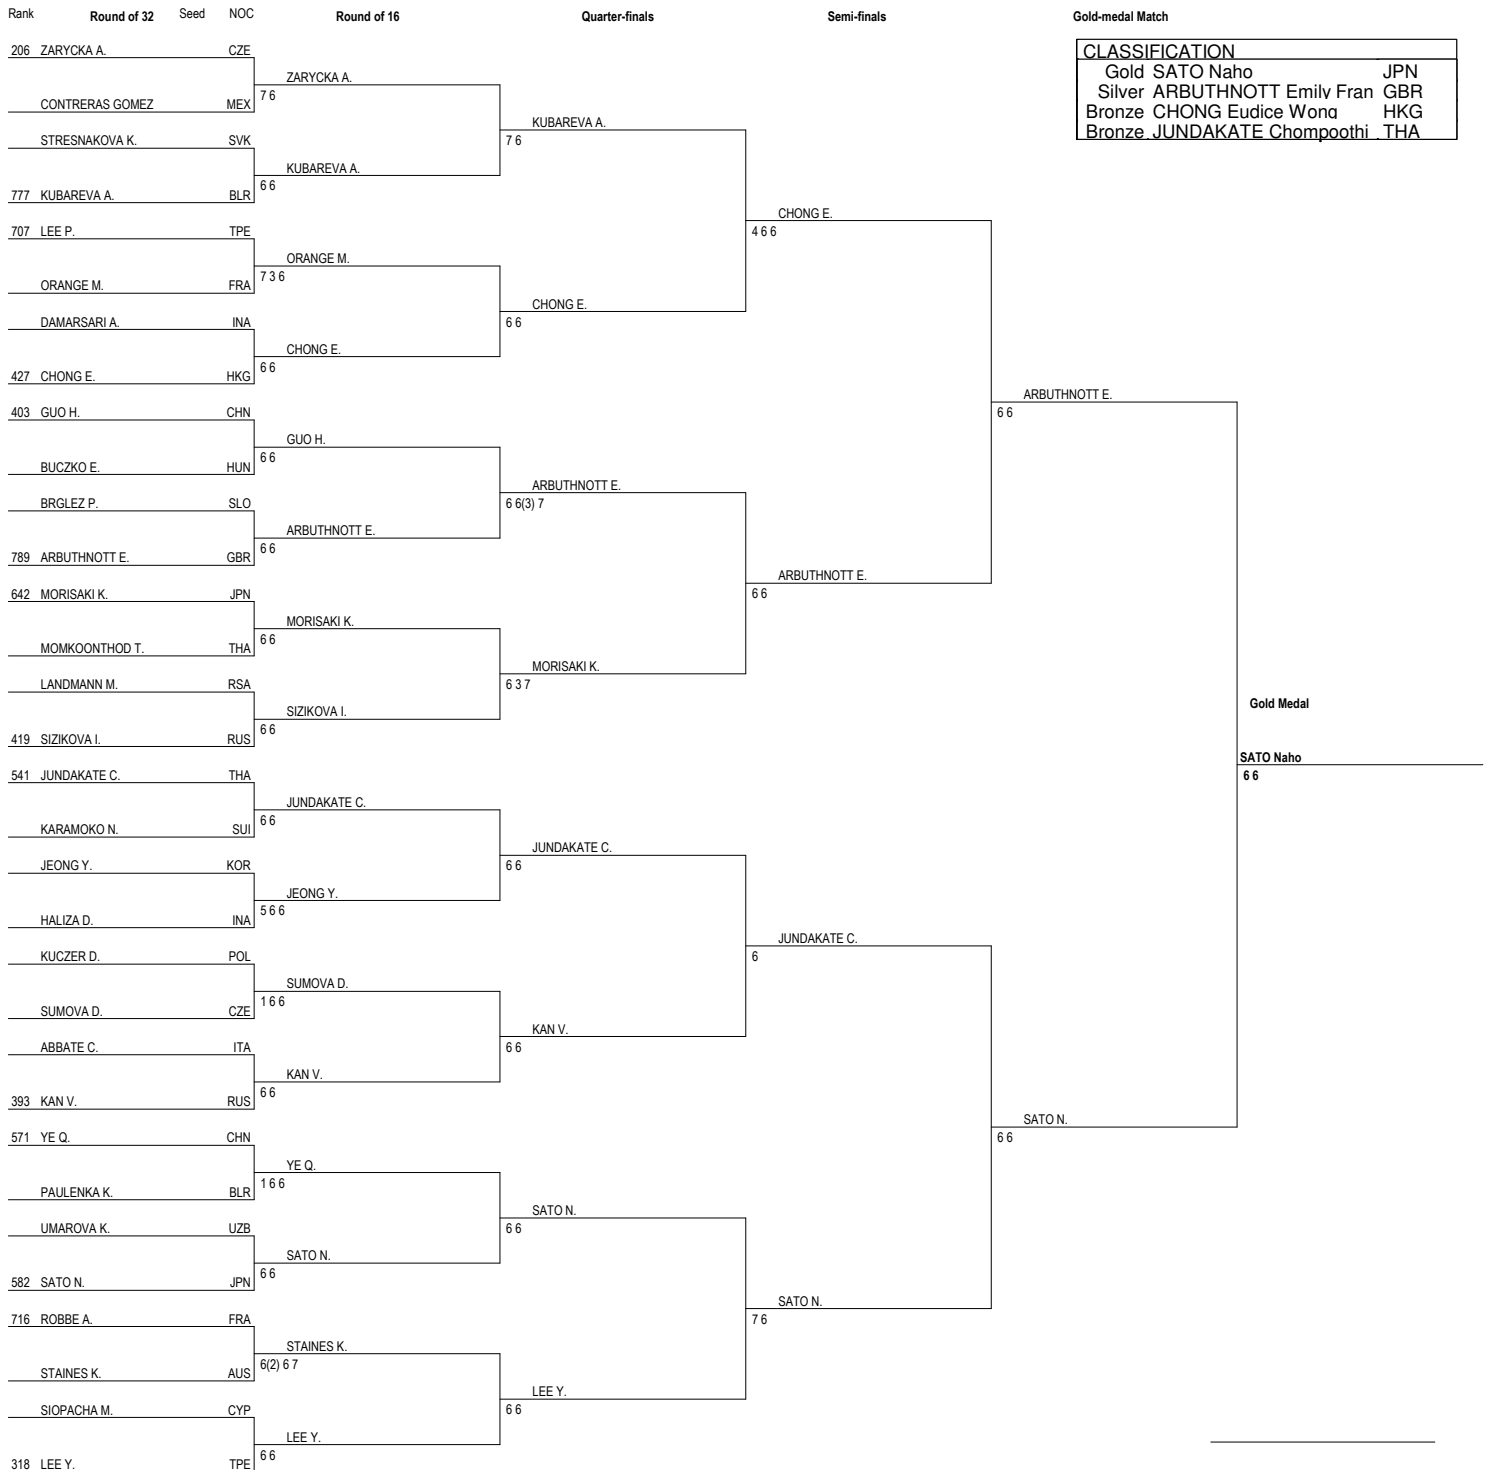 Rank Round of 32 Seed NOC Round of 16 Quarter-finals Semi-finals Gold-medal Match
CLASSIFICATION
Gold SATO Naho JPN
Silver ARBUTHNOTT Emily Fran GBR
Bronze CHONG Eudice Wong HKG
Bronze JUNDAKATE Chompoothi THA
206 ZARYCKA A. CZE
ZARYCKA A.
7 6
CONTRERAS GOMEZ MEX
KUBAREVA A.
7 6
STRESNAKOVA K. SVK
KUBAREVA A.
6 6
777 KUBAREVA A. BLR
CHONG E.
4 6 6
707 LEE P. TPE
ORANGE M.
7 3 6
ORANGE M. FRA
CHONG E.
6 6
DAMARSARI A. INA
CHONG E.
6 6
427 CHONG E. HKG
ARBUTHNOTT E.
6 6
403 GUO H. CHN
GUO H.
6 6
BUCZKO E. HUN
ARBUTHNOTT E.
6 6(3) 7
BRGLEZ P. SLO
ARBUTHNOTT E.
6 6
789 ARBUTHNOTT E. GBR
ARBUTHNOTT E.
6 6
642 MORISAKI K. JPN
MORISAKI K.
6 6
MOMKOONTHOD T. THA
MORISAKI K.
6 3 7
LANDMANN M. RSA
SIZIKOVA I.
6 6
419 SIZIKOVA I. RUS
Gold Medal
SATO Naho
6 6
541 JUNDAKATE C. THA
JUNDAKATE C.
6 6
KARAMOKO N. SUI
JUNDAKATE C.
6 6
JEONG Y. KOR
JEONG Y.
5 6 6
HALIZA D. INA
JUNDAKATE C.
6
KUCZER D. POL
SUMOVA D.
1 6 6
SUMOVA D. CZE
KAN V.
6 6
ABBATE C. ITA
KAN V.
6 6
393 KAN V. RUS
SATO N.
6 6
571 YE Q. CHN
YE Q.
1 6 6
PAULENKA K. BLR
SATO N.
6 6
UMAROVA K. UZB
SATO N.
6 6
582 SATO N. JPN
SATO N.
7 6
716 ROBBE A. FRA
STAINES K.
6(2) 6 7
STAINES K. AUS
LEE Y.
6 6
SIOPACHA M. CYP
LEE Y.
6 6
318 LEE Y. TPE